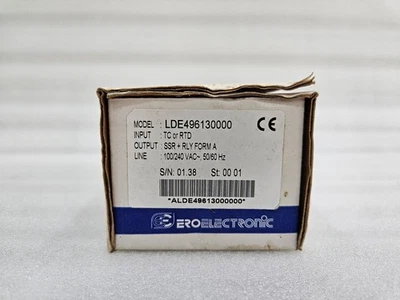 MODEL : LDE496130000
INPUT : TC or RTD
OUTPUT : SSR + RLY FORM A
LINE : 100/240 VAC~, 50/60 Hz
CE
S/N: 01.38 St: 00 01
*ALDE49613000000*
EROELECTRONIC